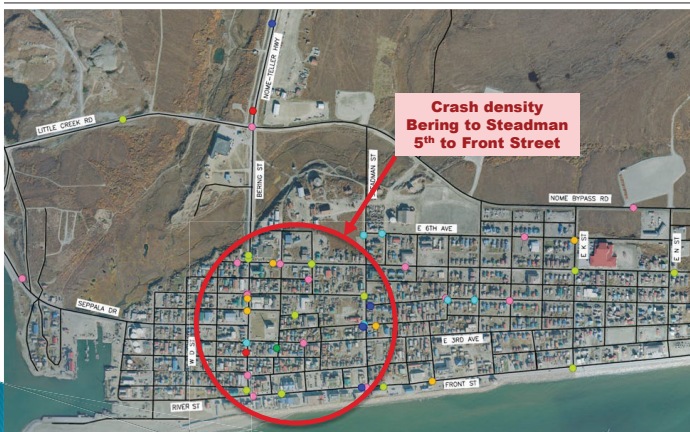 NOME-TELLER HWY
Crash density
Bering to Steadman
5th to Front Street
LITTLE CREEK RD
BERING ST
STEADMAN ST
NOME BYPASS RD
E 6TH AVE
E K ST
E N ST
SEPPALA DR
W D ST
E 3RD AVE
FRONT ST
RIVER ST